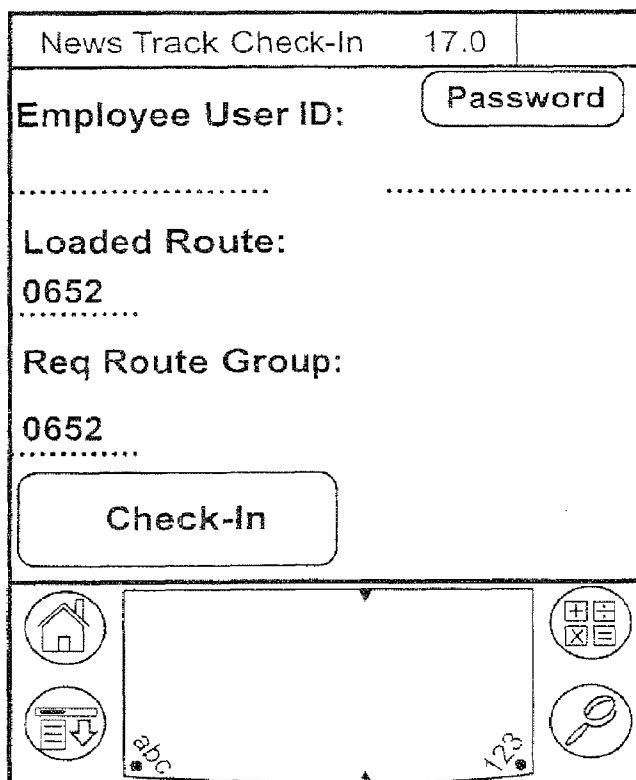 News Track Check-In 17.0
Employee User ID: Password
Loaded Route:
0652
Req Route Group:
0652
Check-In
+ ÷
X =
abc 123